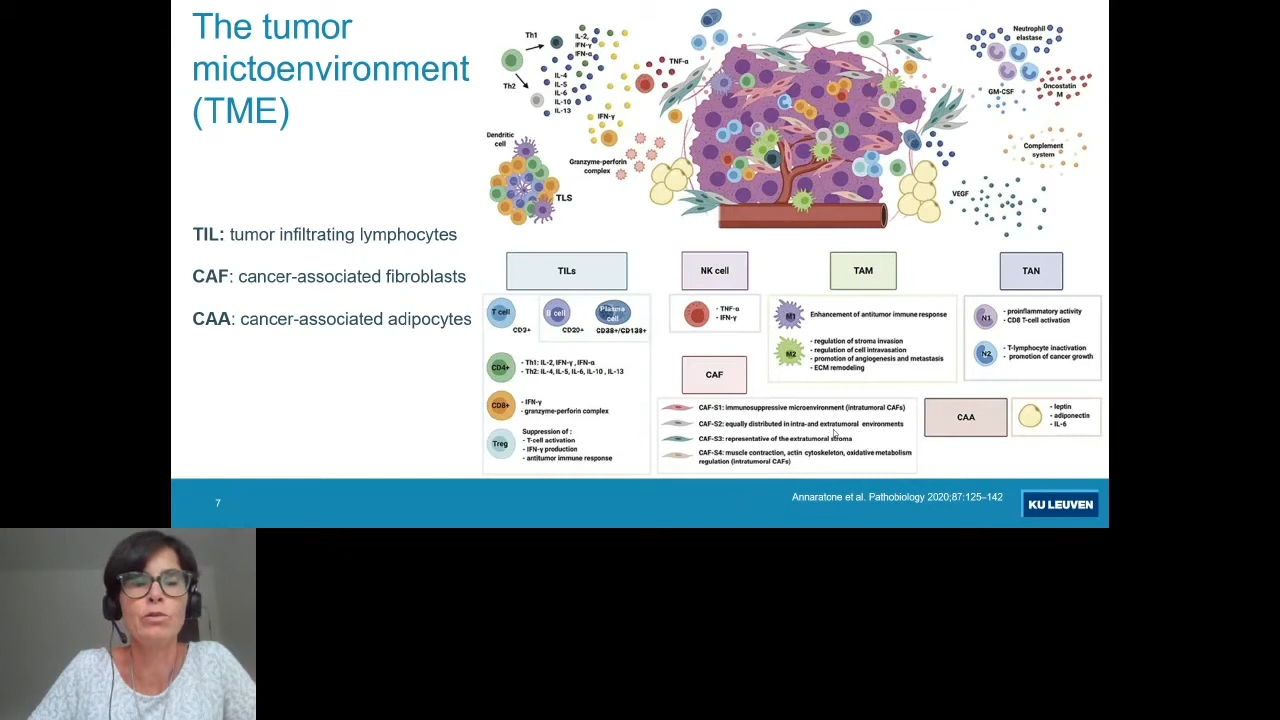 The tumor
mictoenvironment
(TME)
TIL: tumor infiltrating lymphocytes
CAF: cancer-associated fibroblasts
CAA: cancer-associated adipocytes
Th1
IL-2,
IFN-γ
IFN-α
Th2
IL-4
IL-5
IL-6
IL-10
IL-13
TNF-α
IFN-γ
Dendritic
cell
Granzyme-perforin
complex
TLS
Neutrophil
elastase
GM-CSF
Oncostatin
M
Complement
system
VEGF
TILs
NK cell
TAM
TAN
T cell
CD3+
B cell
CD20+
Plasma
cell
CD38+/CD138+
CD4+
- Th1: IL-2, IFN-γ , IFN-α
- Th2: IL-4, IL-5, IL-6, IL-10 , IL-13
CD8+
- IFN-γ
- granzyme-perforin complex
Treg
Suppression of :
- T-cell activation
- IFN-γ production
- antitumor immune response
- TNF-α
- IFN-γ
M1
Enhancement of antitumor immune response
M2
- regulation of stroma invasion
- regulation of cell intravasation
- promotion of angiogenesis and metastasis
- ECM remodeling
N1
- proinflammatory activity
- CD8 T-cell activation
N2
- T-lymphocyte inactivation
- promotion of cancer growth
CAF
CAF-S1: immunosuppressive microenvironment (intratumoral CAFs)
CAF-S2: equally distributed in intra-and extratumoral environments
CAF-S3: representative of the extratumoral stroma
CAF-S4: muscle contraction, actin cytoskeleton, oxidative metabolism
regulation (intratumoral CAFs)
CAA
- leptin
- adiponectin
- IL-6
7
Annaratone et al. Pathobiology 2020;87:125–142
KU LEUVEN